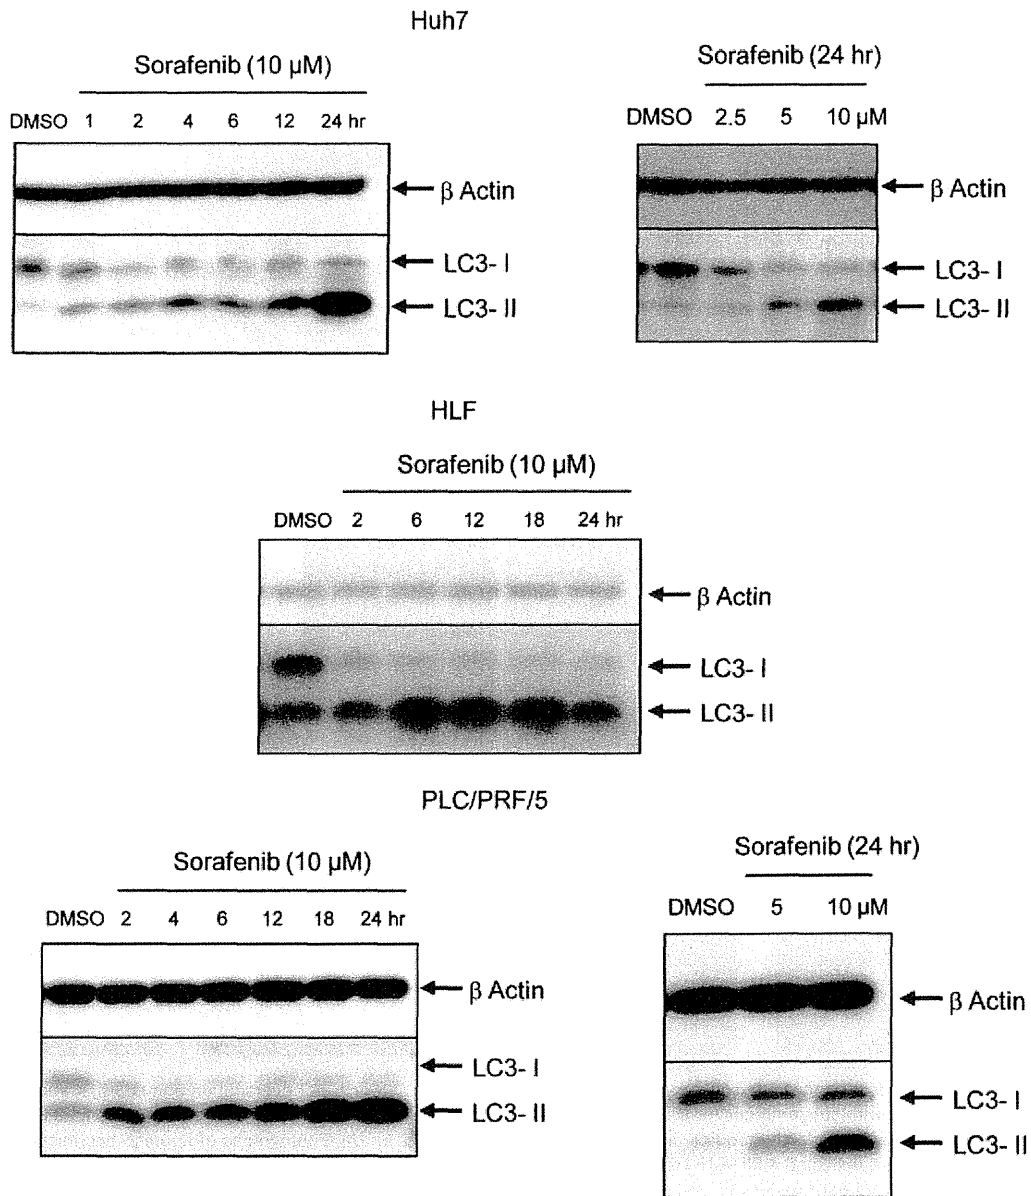 Huh7
Sorafenib (10 µM)
DMSO 1 2 4 6 12 24 hr
β Actin
LC3- I
LC3- II
Sorafenib (24 hr)
DMSO 2.5 5 10 µM
β Actin
LC3- I
LC3- II
HLF
Sorafenib (10 µM)
DMSO 2 6 12 18 24 hr
β Actin
LC3- I
LC3- II
PLC/PRF/5
Sorafenib (10 µM)
DMSO 2 4 6 12 18 24 hr
β Actin
LC3- I
LC3- II
Sorafenib (24 hr)
DMSO 5 10 µM
β Actin
LC3- I
LC3- II